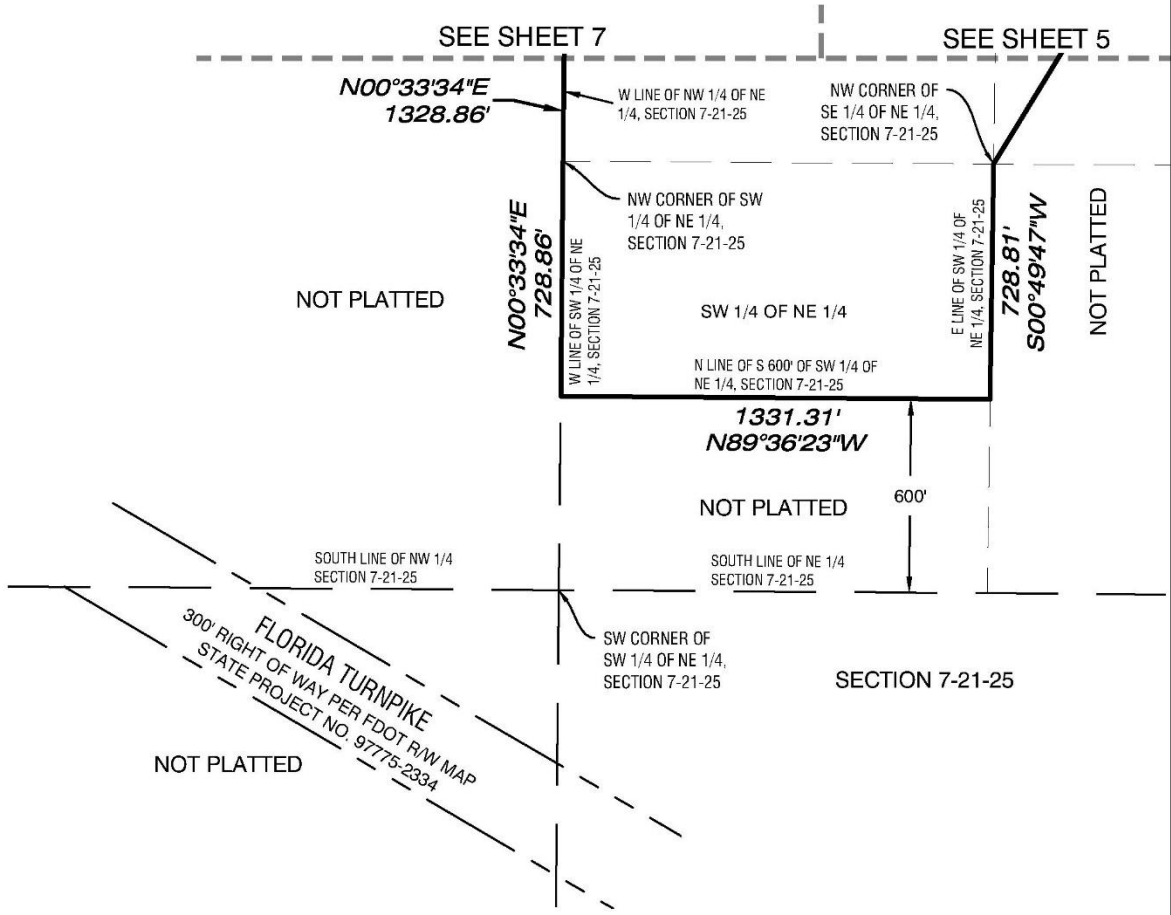 SEE SHEET 7
SEE SHEET 5
N00°33'34"E
1328.86'
W LINE OF NW 1/4 OF NE
1/4, SECTION 7-21-25
NW CORNER OF
SE 1/4 OF NE 1/4,
SECTION 7-21-25
NW CORNER OF SW
1/4 OF NE 1/4,
SECTION 7-21-25
N00°33'34"E
728.86'
W LINE OF SW 1/4 OF NE
1/4, SECTION 7-21-25
NOT PLATTED
SW 1/4 OF NE 1/4
E LINE OF SW 1/4 OF
NE 1/4, SECTION 7-21-25
728.81'
S00°49'47"W
NOT PLATTED
N LINE OF S 600' OF SW 1/4 OF
NE 1/4, SECTION 7-21-25
1331.31'
N89°36'23"W
NOT PLATTED
600'
SOUTH LINE OF NW 1/4
SECTION 7-21-25
SOUTH LINE OF NE 1/4
SECTION 7-21-25
SW CORNER OF
SW 1/4 OF NE 1/4,
SECTION 7-21-25
SECTION 7-21-25
FLORIDA TURNPIKE
300' RIGHT OF WAY PER FDOT R/W MAP
STATE PROJECT NO. 97775-2334
NOT PLATTED